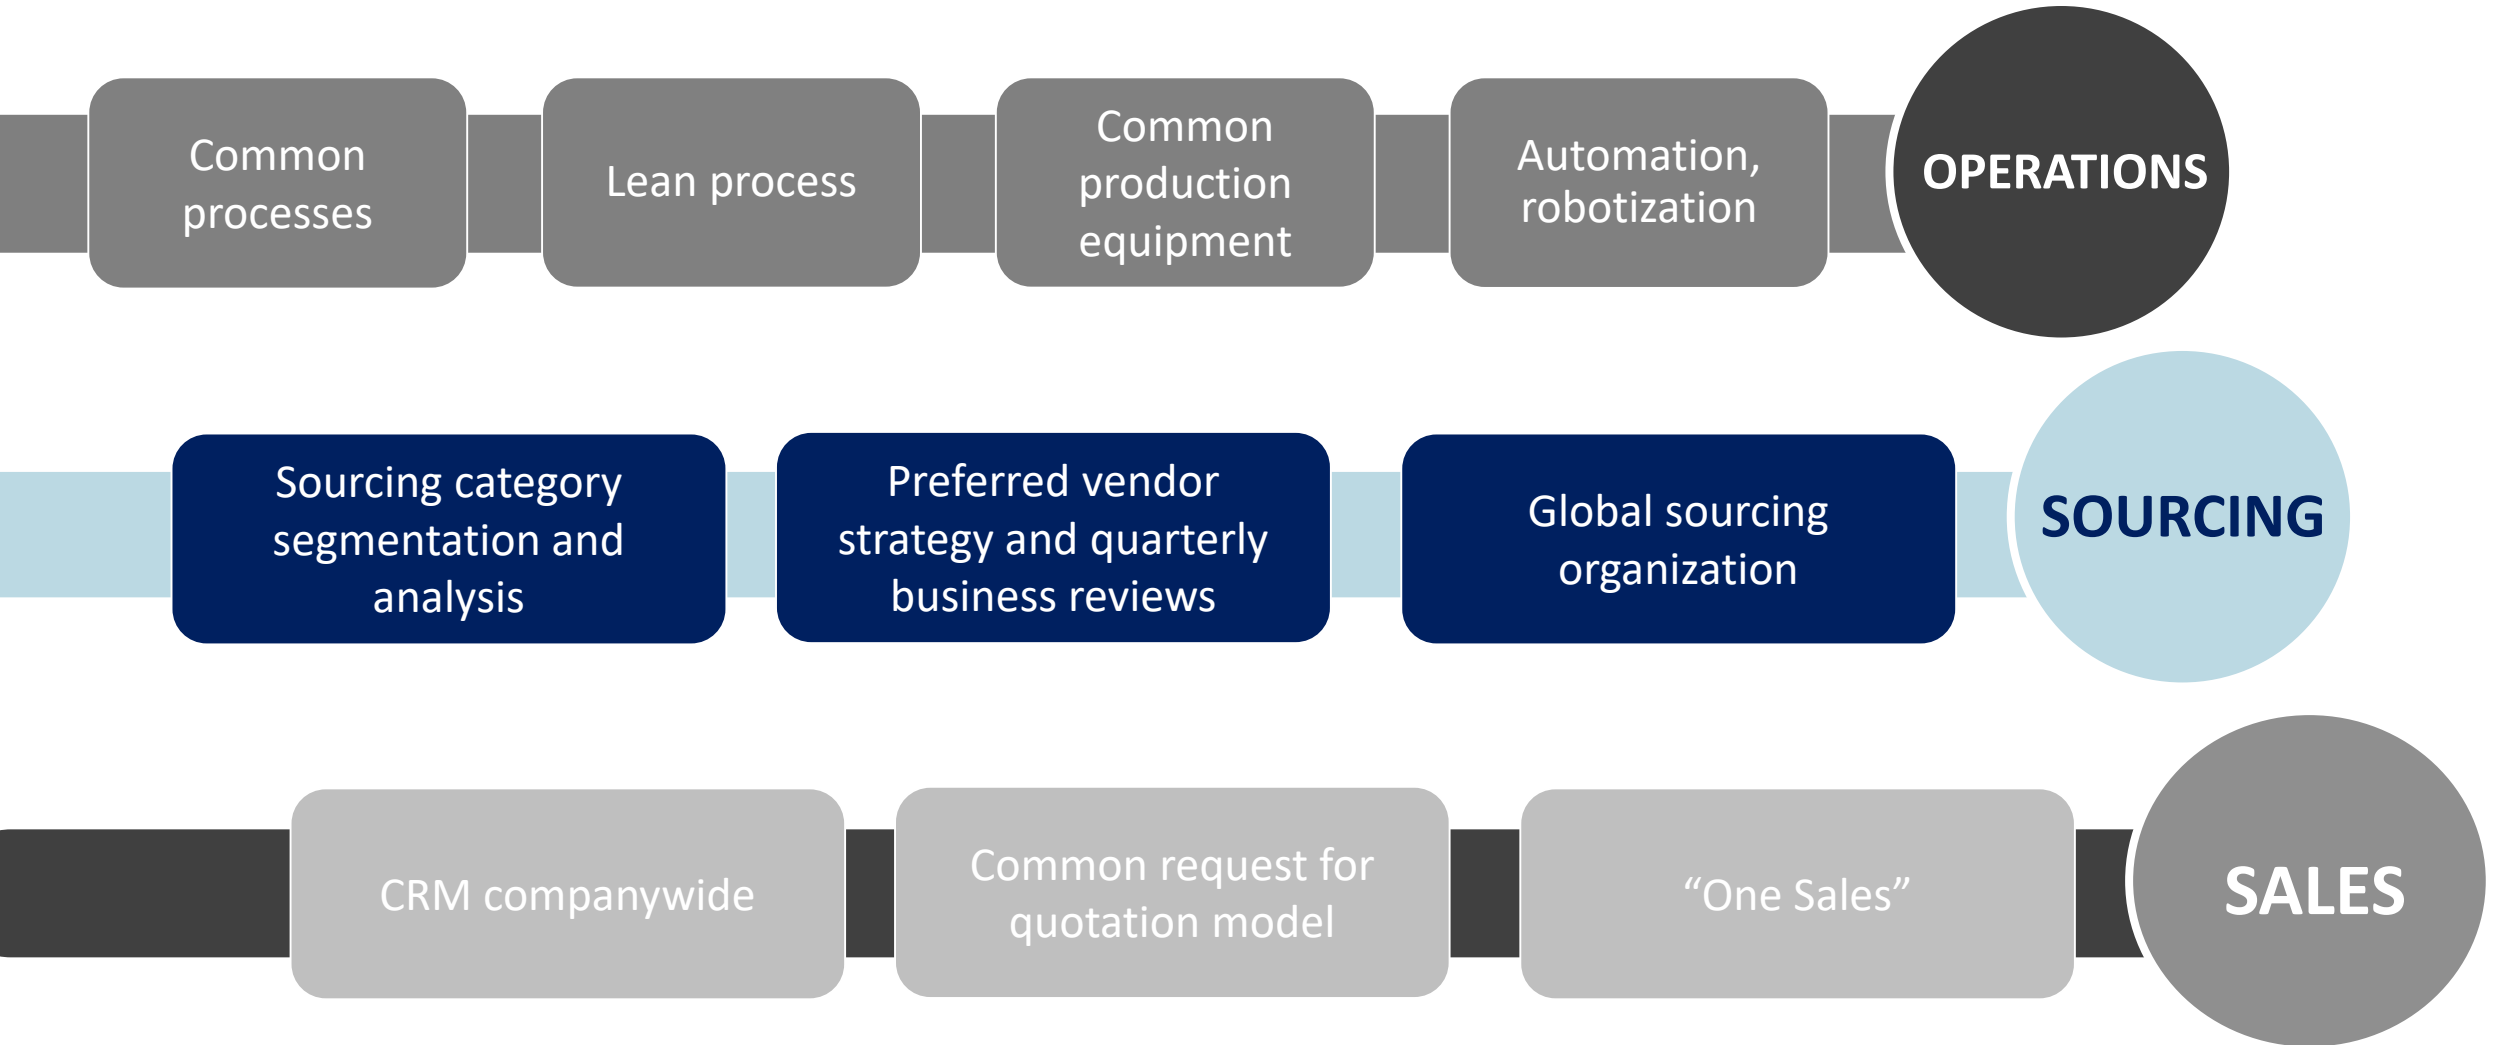 Common
processes
Lean process
Common
production
equipment
Automation,
robotization
OPERATIONS
Sourcing category
segmentation and
analysis
Preferred vendor
strategy and quarterly
business reviews
Global sourcing
organization
SOURCING
CRM companywide
Common request for
quotation model
“One Sales”
SALES